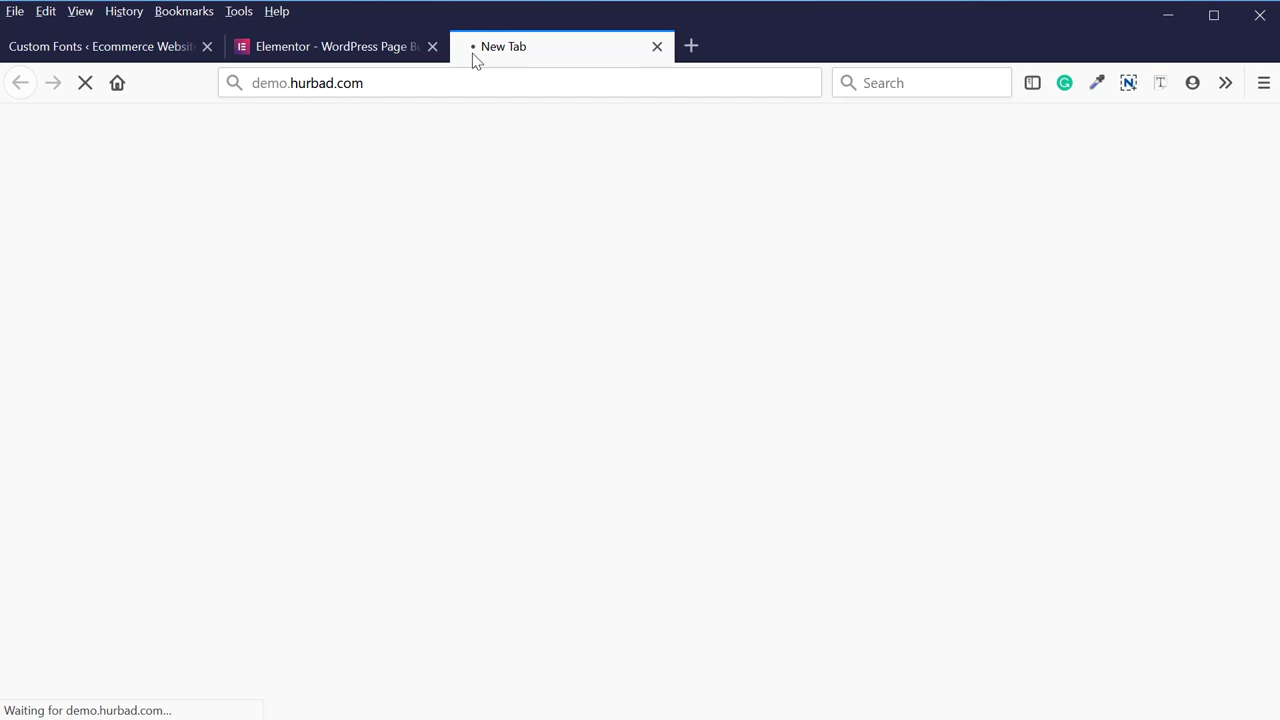 File Edit View History Bookmarks Tools Help
Custom Fonts ‹ Ecommerce Websit
Elementor - WordPress Page Bu
New Tab
demo.hurbad.com
Search
Waiting for demo.hurbad.com...